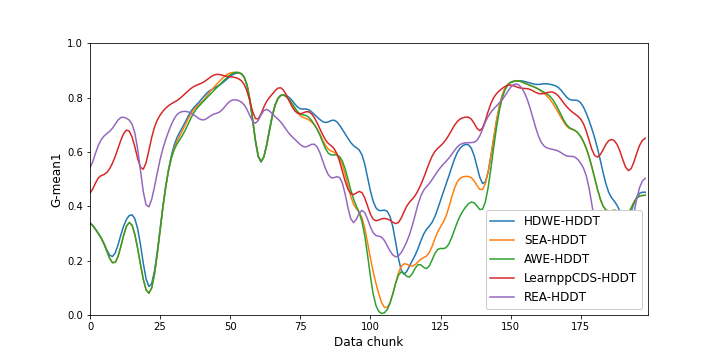 1.0
0.8
0.6
0.4
0.2
0.0
G-mean1
0
25
50
75
100
125
150
175
Data chunk
HDWE-HDDT
SEA-HDDT
AWE-HDDT
LearnppCDS-HDDT
REA-HDDT